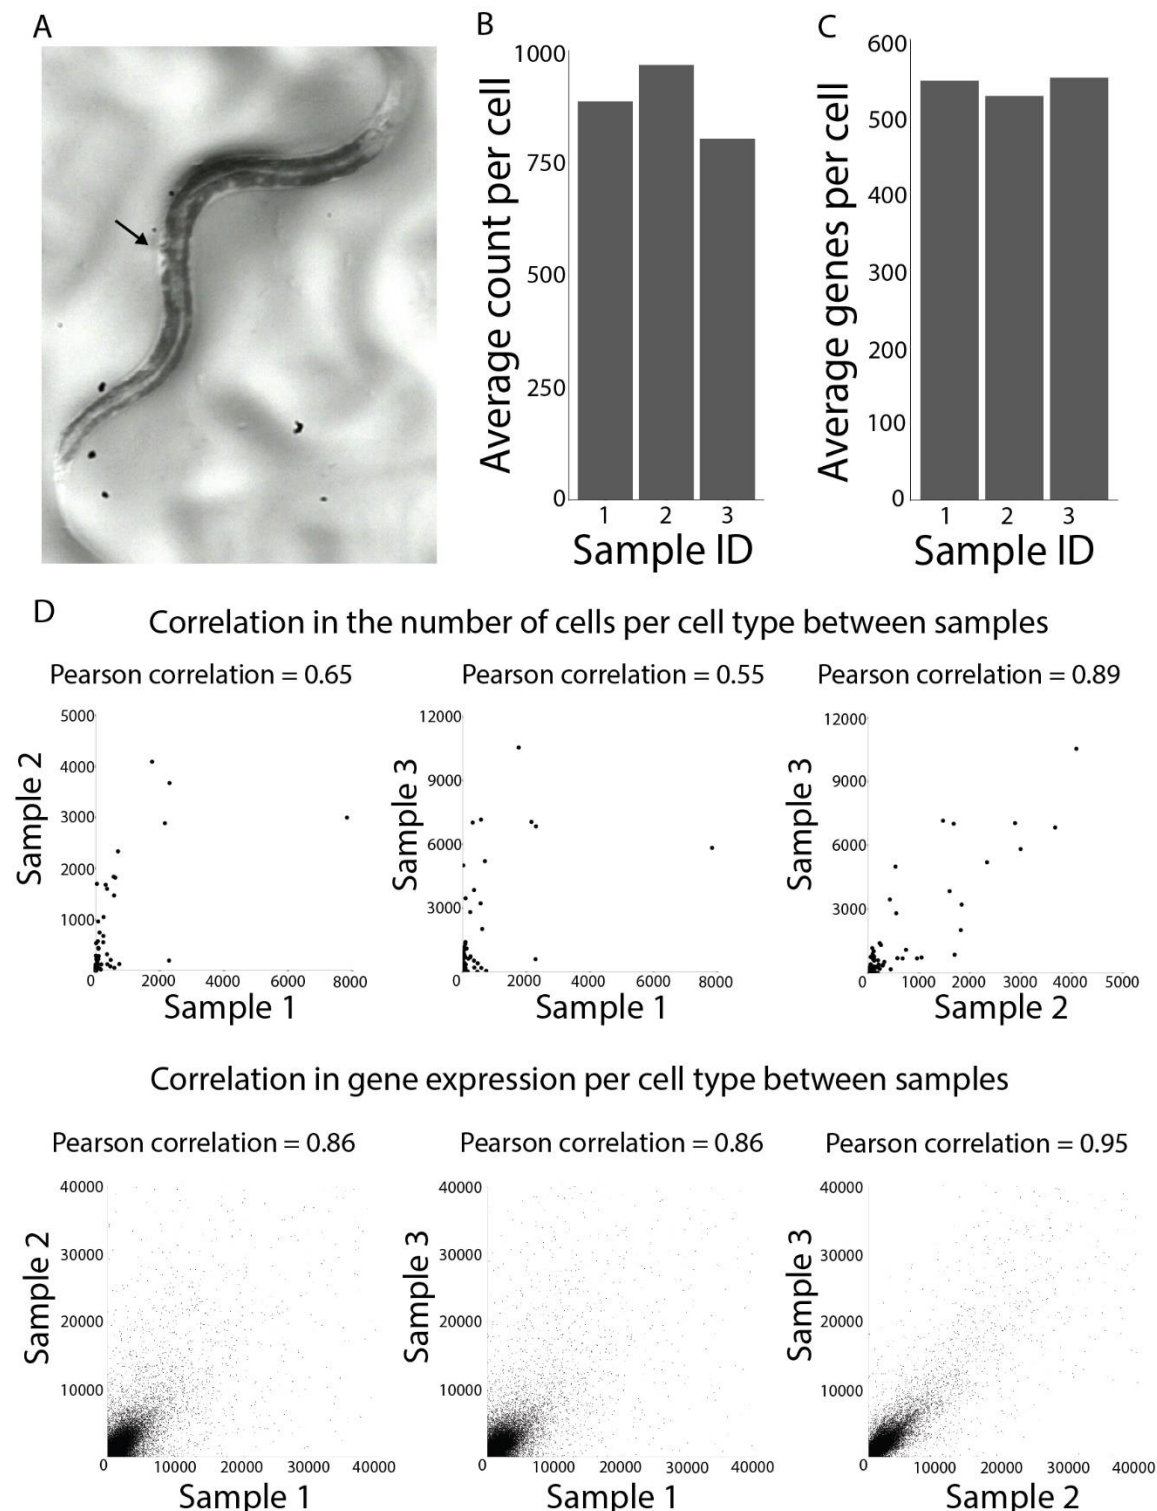 A
B
Average count per cell
1000
750
500
250
0
1 2 3
Sample ID
C
Average genes per cell
600
500
400
300
200
100
0
1 2 3
Sample ID
D
Correlation in the number of cells per cell type between samples
Pearson correlation = 0.65
Sample 2
5000
4000
3000
2000
1000
0 2000 4000 6000 8000
Sample 1
Pearson correlation = 0.55
Sample 3
12000
9000
6000
3000
0 2000 4000 6000 8000
Sample 1
Pearson correlation = 0.89
Sample 3
12000
9000
6000
3000
0 1000 2000 3000 4000 5000
Sample 2
Correlation in gene expression per cell type between samples
Pearson correlation = 0.86
Sample 2
40000
30000
20000
10000
0 10000 20000 30000 40000
Sample 1
Pearson correlation = 0.86
Sample 3
40000
30000
20000
10000
0 10000 20000 30000 40000
Sample 1
Pearson correlation = 0.95
Sample 3
40000
30000
20000
10000
0 10000 20000 30000 40000
Sample 2